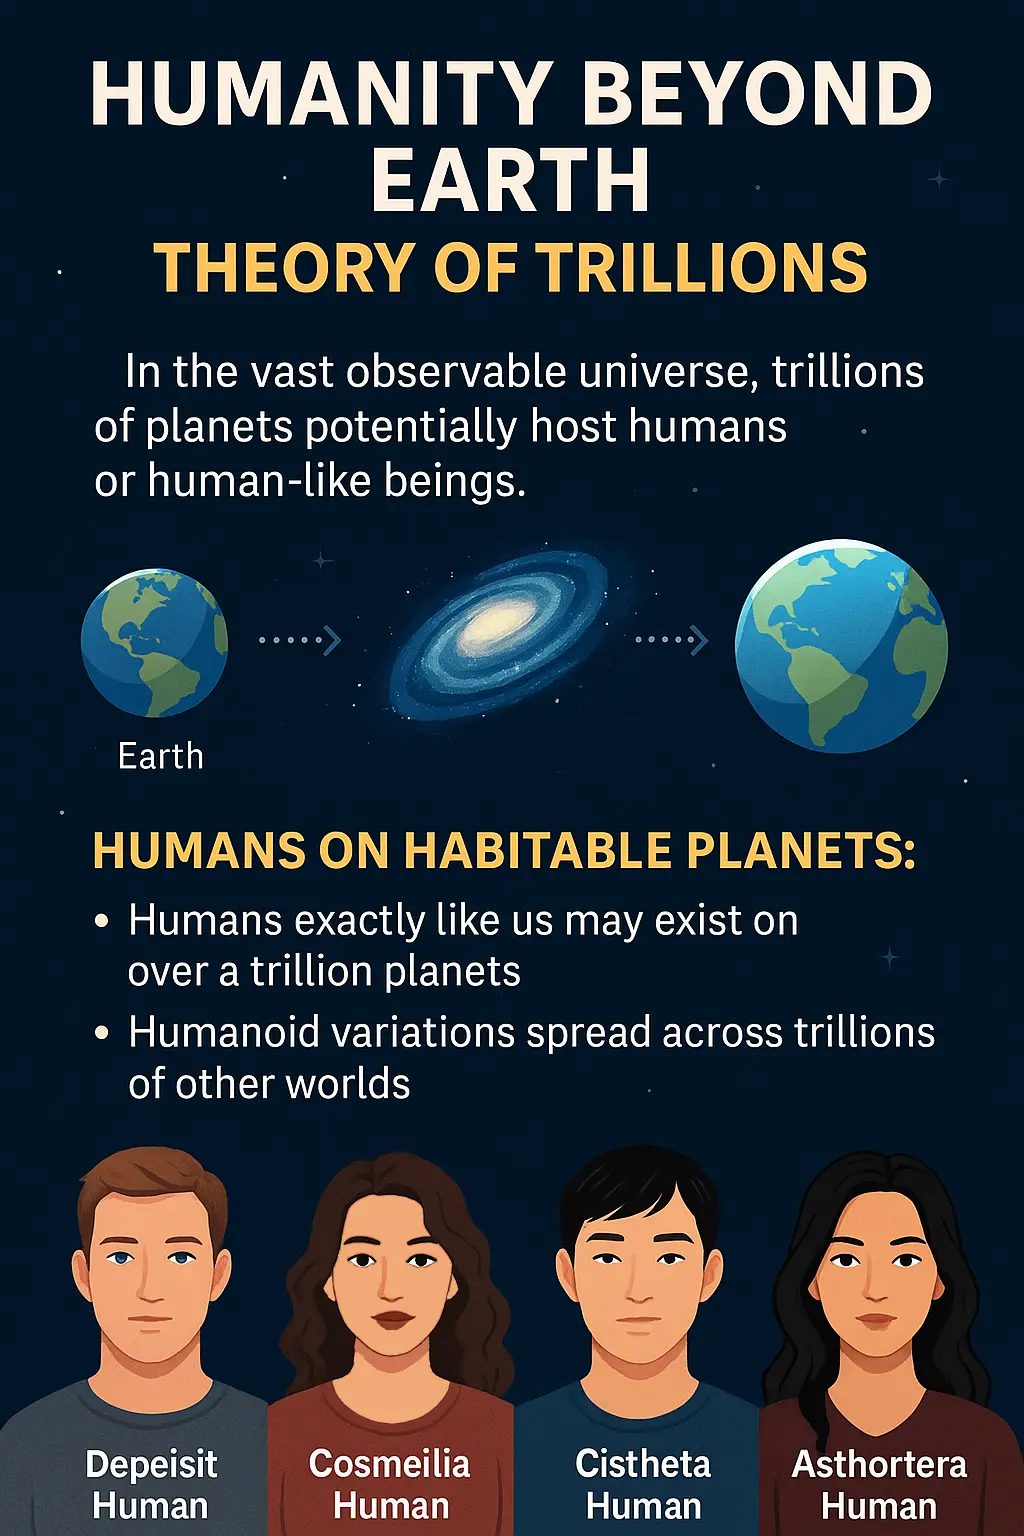 HUMANITY BEYOND
EARTH
THEORY OF TRILLIONS
In the vast observable universe, trillions
of planets potentially host humans
or human-like beings.
Earth
HUMANS ON HABITABLE PLANETS:
• Humans exactly like us may exist on
over a trillion planets
• Humanoid variations spread across trillions
of other worlds
Depeisit
Human
Cosmeilia
Human
Cistheta
Human
Asthortera
Human